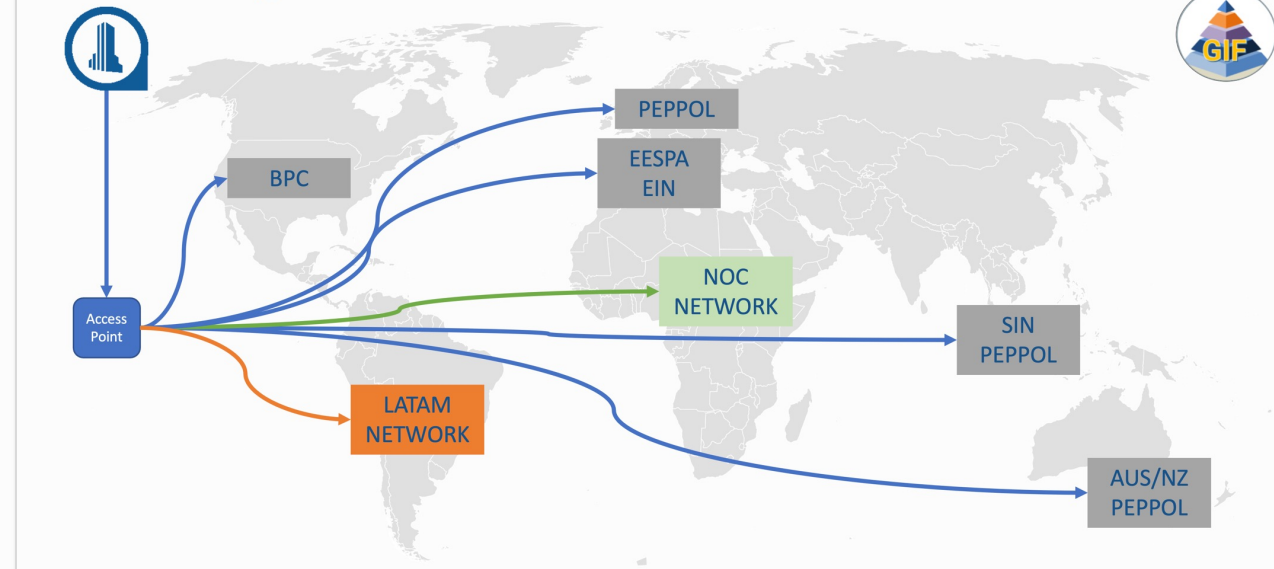 GIF
PEPPOL
EESPA
EIN
BPC
NOC
NETWORK
Access
Point
SIN
PEPPOL
LATAM
NETWORK
AUS/NZ
PEPPOL